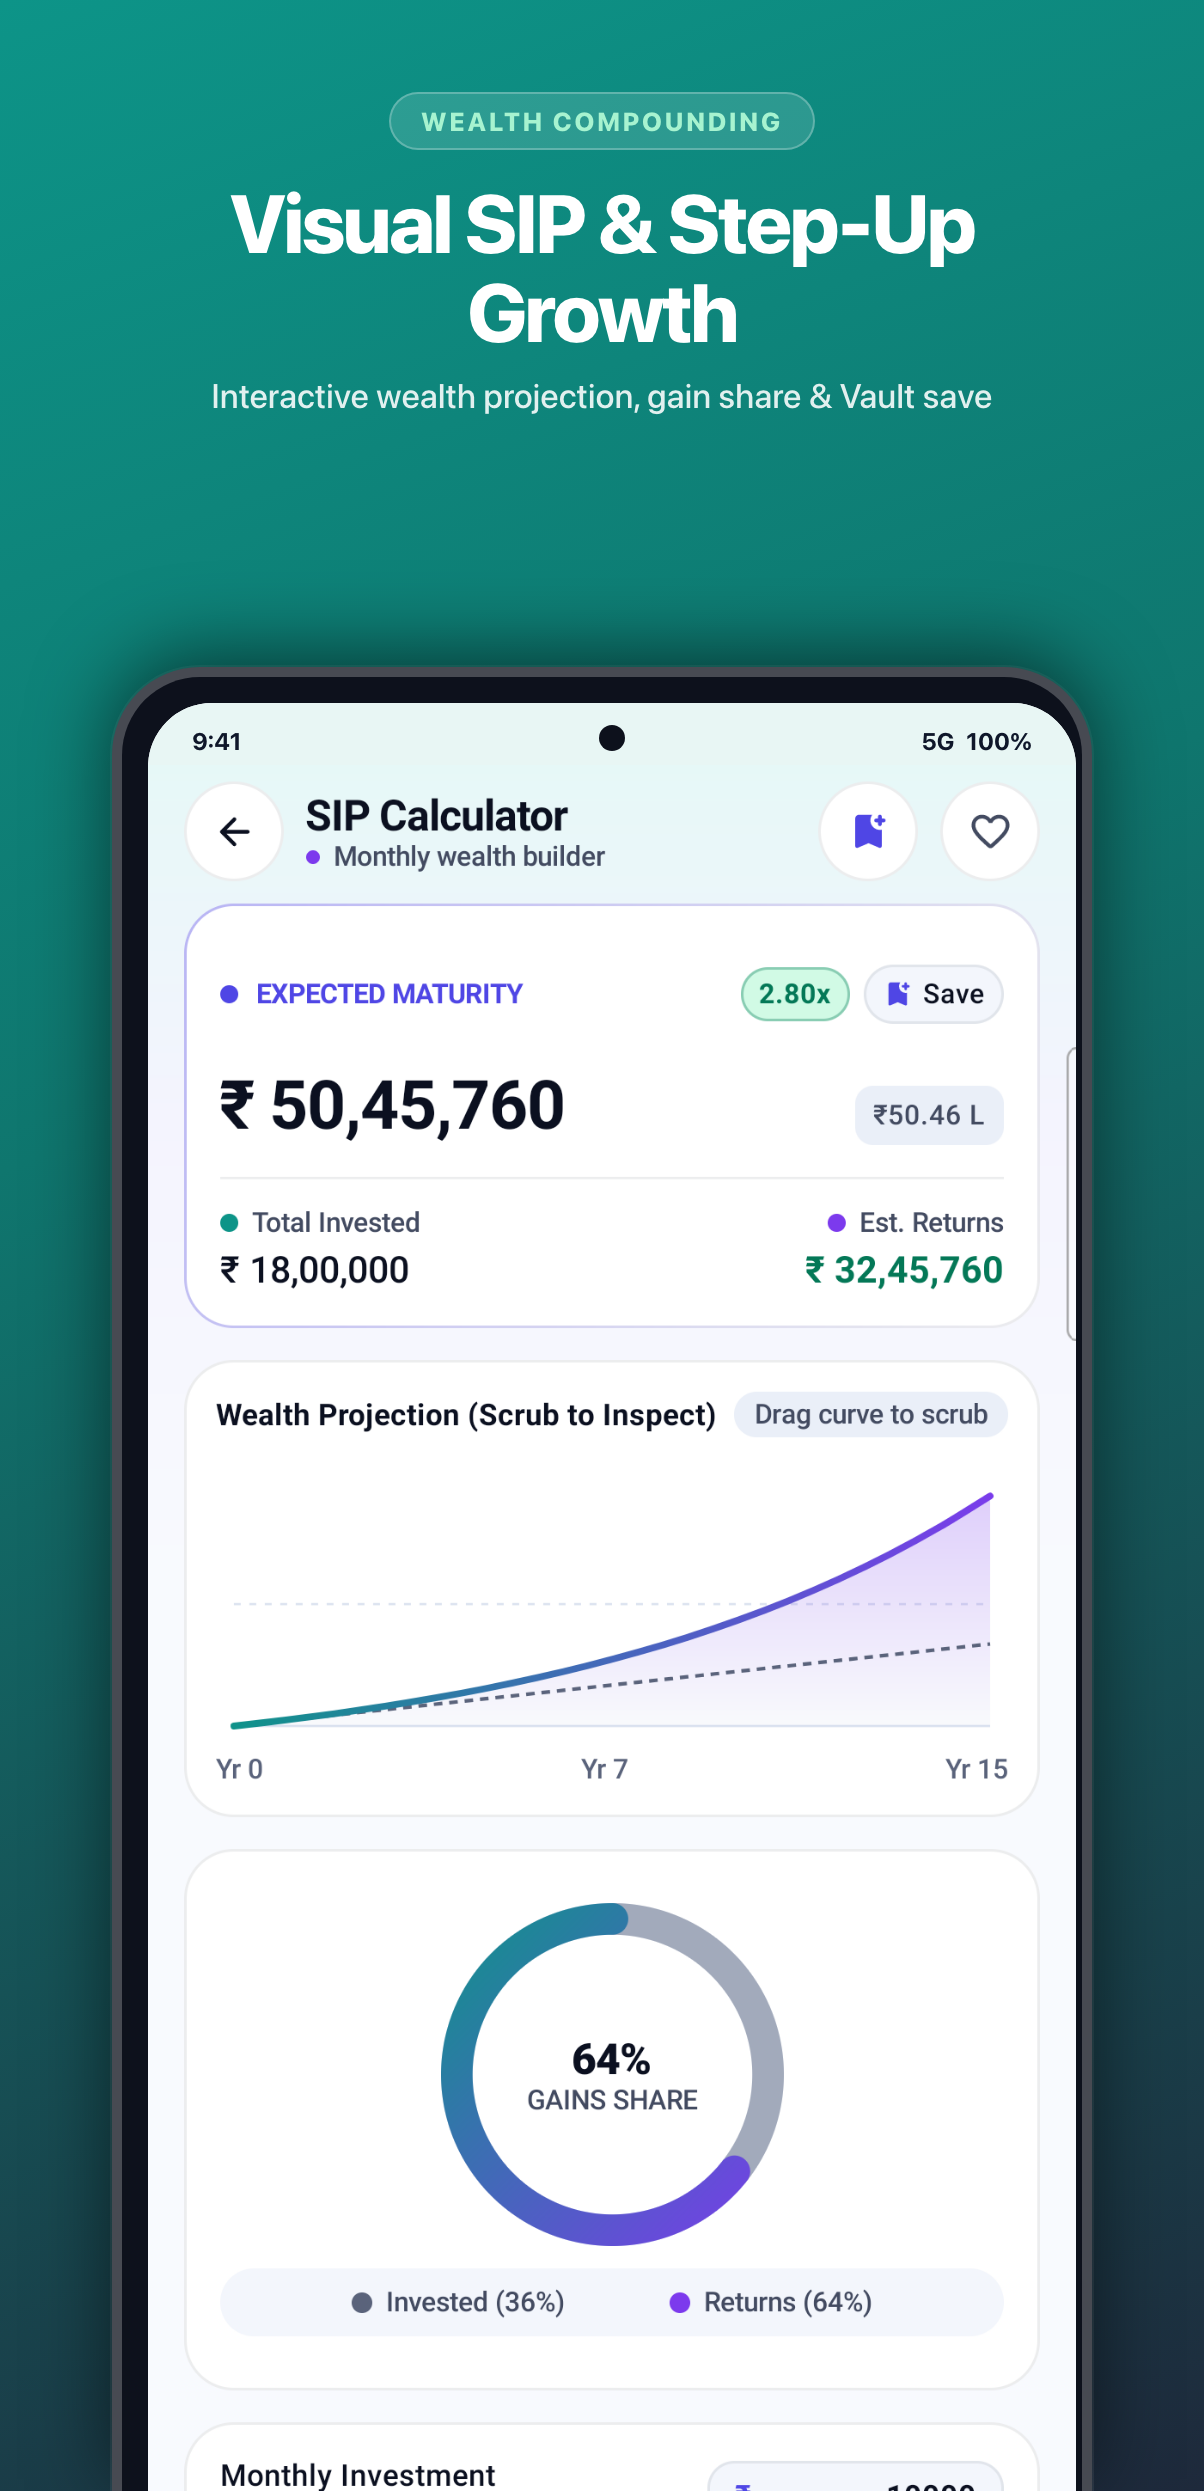 WEALTH COMPOUNDING
Visual SIP & Step-Up
Growth
Interactive wealth projection, gain share & Vault save
9:41
5G 100%
SIP Calculator
Monthly wealth builder
EXPECTED MATURITY
2.80x
Save
₹ 50,45,760
₹50.46 L
Total Invested
Est. Returns
₹ 18,00,000
₹ 32,45,760
Wealth Projection (Scrub to Inspect)
Drag curve to scrub
Yr 0
Yr 7
Yr 15
64%
GAINS SHARE
Invested (36%)
Returns (64%)
Monthly Investment
₹ 10000